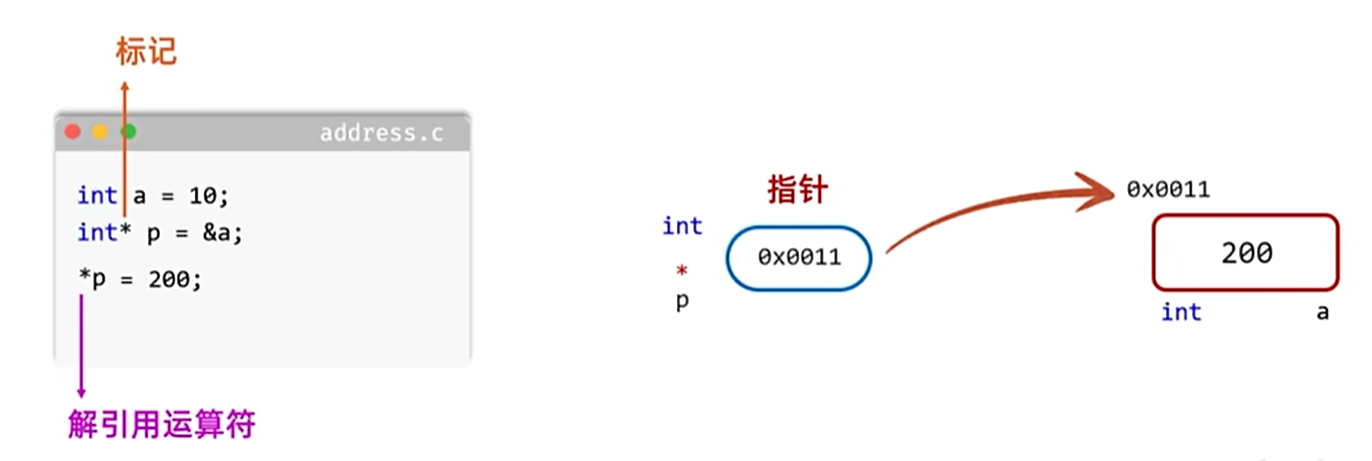 标记
address.c
int a = 10;
int* p = &a;
*p = 200;
解引用运算符
指针
int
*
p
0x0011
0x0011
200
int a